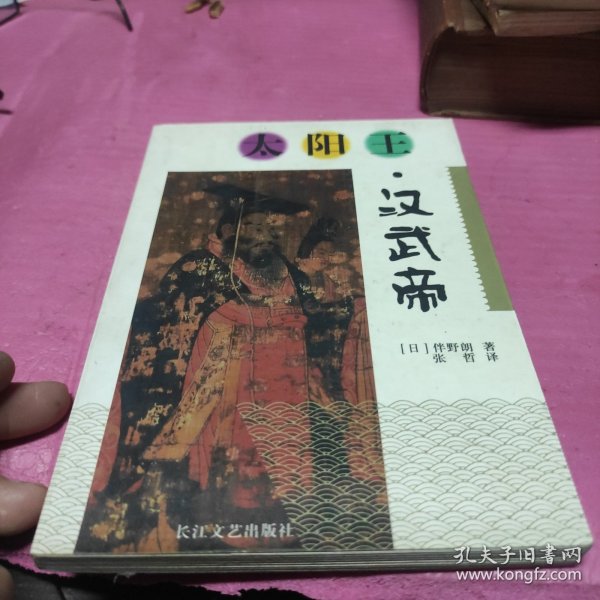 太阳王
·汉武帝
[日] 伴野朗 著
张哲 译
长江文艺出版社
孔夫子旧书网
www.kongfz.com